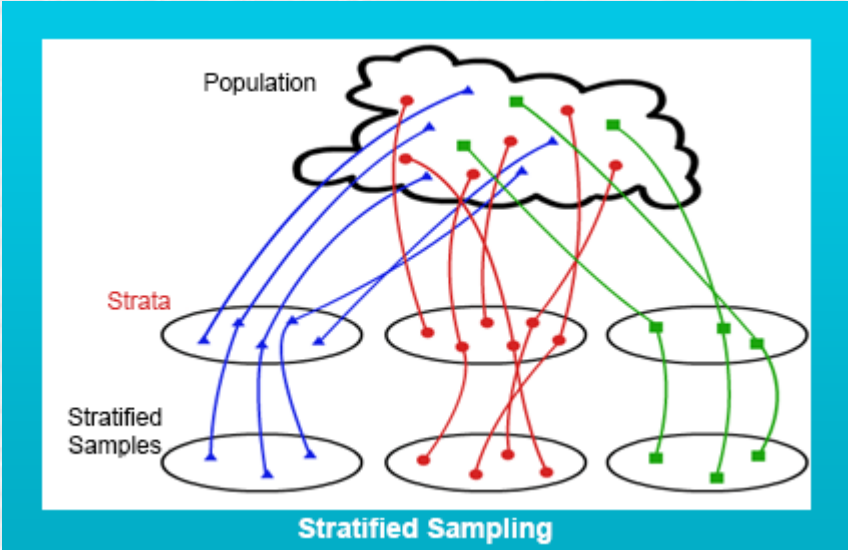 Population
Strata
Stratified
Samples
Stratified Sampling